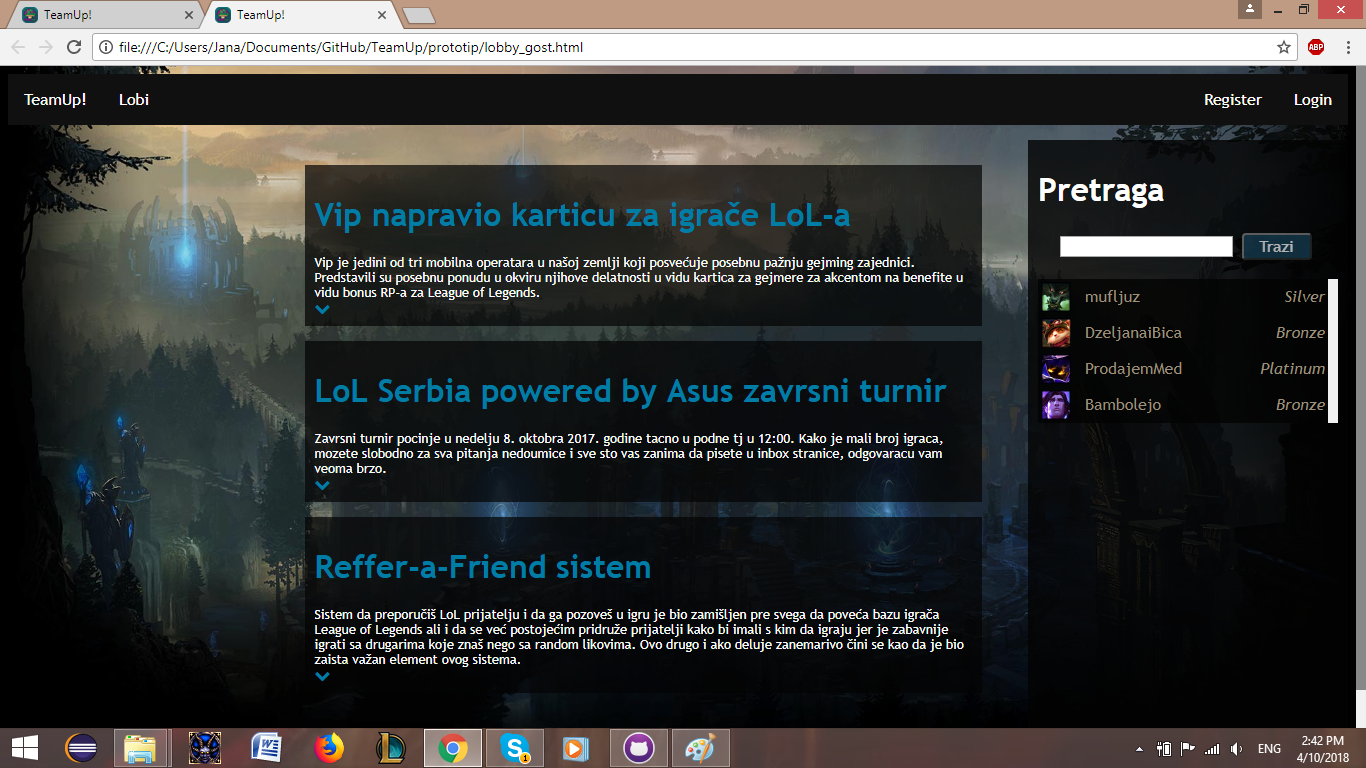 TeamUp!
TeamUp!
file:///C:/Users/Jana/Documents/GitHub/TeamUp/prototip/lobby_gost.html
ABP
TeamUp! Lobi Register Login
Vip napravio karticu za igrače LoL-a
Vip je jedini od tri mobilna operatara u našoj zemlji koji posvećuje posebnu pažnju gejming zajednici.
Predstavili su posebnu ponudu u okviru njihove delatnosti u vidu kartica za gejmere za akcentom na benefite u
vidu bonus RP-a za League of Legends.
LoL Serbia powered by Asus zavrsni turnir
Zavrsni turnir pocinje u nedelju 8. oktobra 2017. godine tacno u podne tj u 12:00. Kako je mali broj igraca,
mozete slobodno za sva pitanja nedoumice i sve sto vas zanima da pisete u inbox stranice, odgovaracu vam
veoma brzo.
Reffer-a-Friend sistem
Sistem da preporučiš LoL prijatelju i da ga pozoveš u igru je bio zamišljen pre svega da poveća bazu igrača
League of Legends ali i da se već postojećim pridruže prijatelji kako bi imali s kim da igraju jer je zabavnije
igrati sa drugarima koje znaš nego sa random likovima. Ovo drugo i ako deluje zanemarivo čini se kao da je bio
zaista važan element ovog sistema.
Pretraga
Trazi
mufljuz Silver
DzeljanaiBica Bronze
ProdajemMed Platinum
Bambolejo Bronze
1
ENG
2:42 PM
4/10/2018